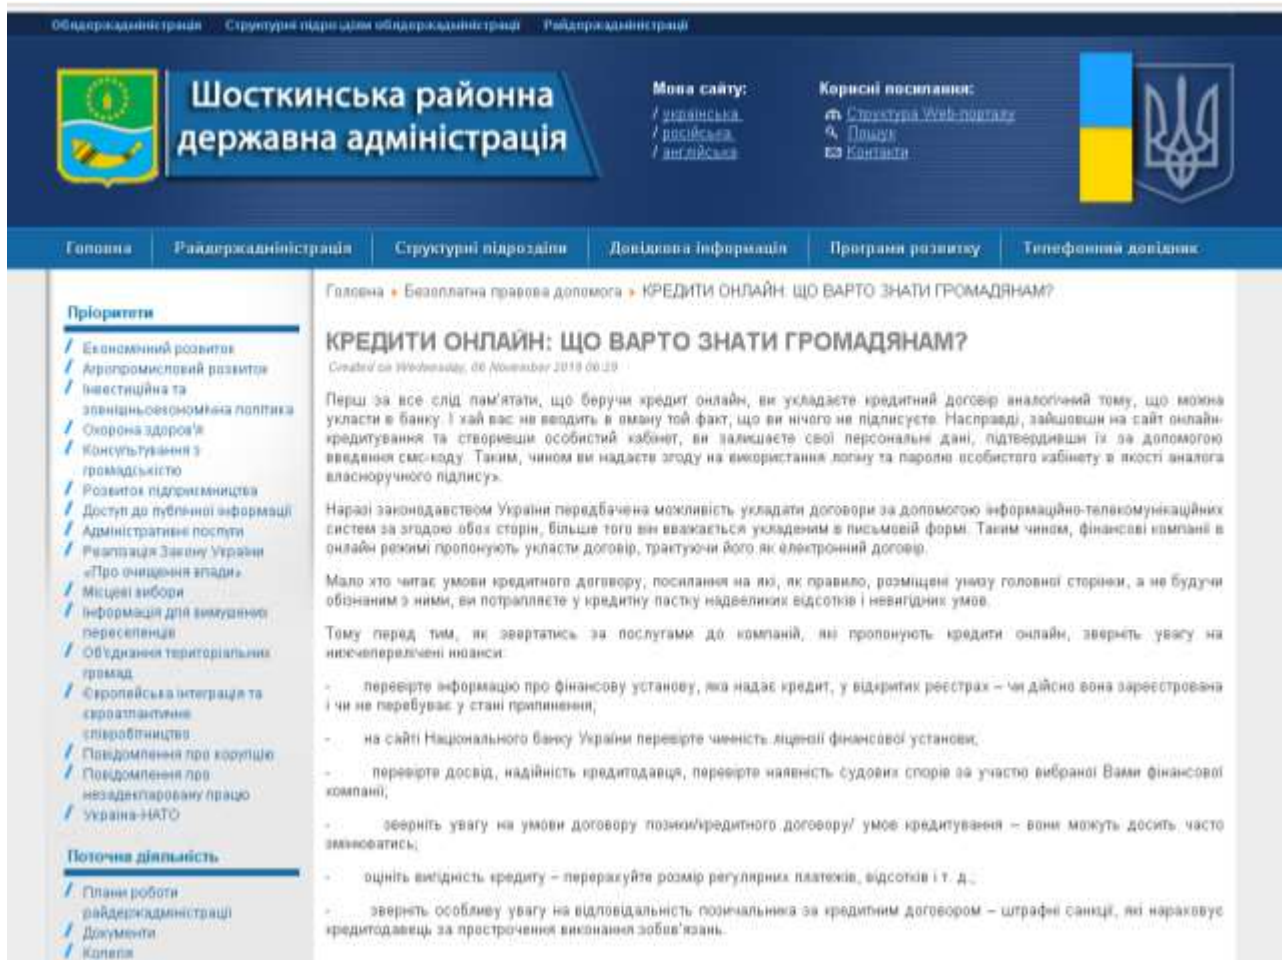 Облдержадміністрація Структурні підрозділи облдержадміністрації Райдержадміністрації
Шосткинська районна
державна адміністрація
Мова сайту:
/ українська
/ російська
/ англійська
Корисні посилання:
Структура Web-порталу
Пошук
Контакти
Головна Райдержадміністрація Структурні підрозділи Довідкова інформація Програми розвитку Телефонний довідник
Пріоритети
Економічний розвиток
Агропромисловий розвиток
Інвестиційна та
зовнішньоекономічна політика
Охорона здоров'я
Консультування з
громадськістю
Розвиток підприємництва
Доступ до публічної інформації
Адміністративні послуги
Реалізація Закону України
«Про очищення влади»
Місцеві вибори
Інформація для вимушених
переселенців
Об'єднання територіальних
громад
Європейська інтеграція та
євроатлантичне
співробітництво
Повідомлення про корупцію
Повідомлення про
незадекларовану працю
Україна-НАТО
Поточна діяльність
Плани роботи
райдержадміністрації
Документи
Колегія
Головна » Безоплатна правова допомога » КРЕДИТИ ОНЛАЙН: ЩО ВАРТО ЗНАТИ ГРОМАДЯНАМ?
КРЕДИТИ ОНЛАЙН: ЩО ВАРТО ЗНАТИ ГРОМАДЯНАМ?
Created on Wednesday, 06 November 2019 06:29
Перш за все слід пам'ятати, що беручи кредит онлайн, ви укладаєте кредитний договір аналогічний тому, що можна
укласти в банку. І хай вас не вводить в оману той факт, що ви нічого не підписуєте. Насправді, зайшовши на сайт онлайн-
кредитування та створивши особистий кабінет, ви залишаєте свої персональні дані, підтвердивши їх за допомогою
введення смс-коду. Таким, чином ви надаєте згоду на використання логіну та паролю особистого кабінету в якості аналога
власноручного підпису».
Наразі законодавством України передбачена можливість укладати договори за допомогою інформаційно-телекомунікаційних
систем за згодою обох сторін, більше того він вважається укладеним в письмовій формі. Таким чином, фінансові компанії в
онлайн режимі пропонують укласти договір, трактуючи його як електронний договір.
Мало хто читає умови кредитного договору, посилання на які, як правило, розміщені унизу головної сторінки, а не будучи
обізнаним з ними, ви потрапляєте у кредитну пастку надвеликих відсотків і невигідних умов.
Тому перед тим, як звертатись за послугами до компаній, які пропонують кредити онлайн, зверніть увагу на
нижчеперелічені нюанси:
- перевірте інформацію про фінансову установу, яка надає кредит, у відкритих реєстрах – чи дійсно вона зареєстрована
і чи не перебуває у стані припинення;
- на сайті Національного банку України перевірте чинність ліцензії фінансової установи;
- перевірте досвід, надійність кредитодавця, перевірте наявність судових спорів за участю вибраної Вами фінансової
компанії;
- зверніть увагу на умови договору позики/кредитного договору/ умов кредитування – вони можуть досить часто
змінюватись;
- оцініть вигідність кредиту – перерахуйте розмір регулярних платежів, відсотків і т. д.;
- зверніть особливу увагу на відповідальність позичальника за кредитним договором – штрафні санкції, які нараховує
кредитодавець за прострочення виконання зобов'язань.